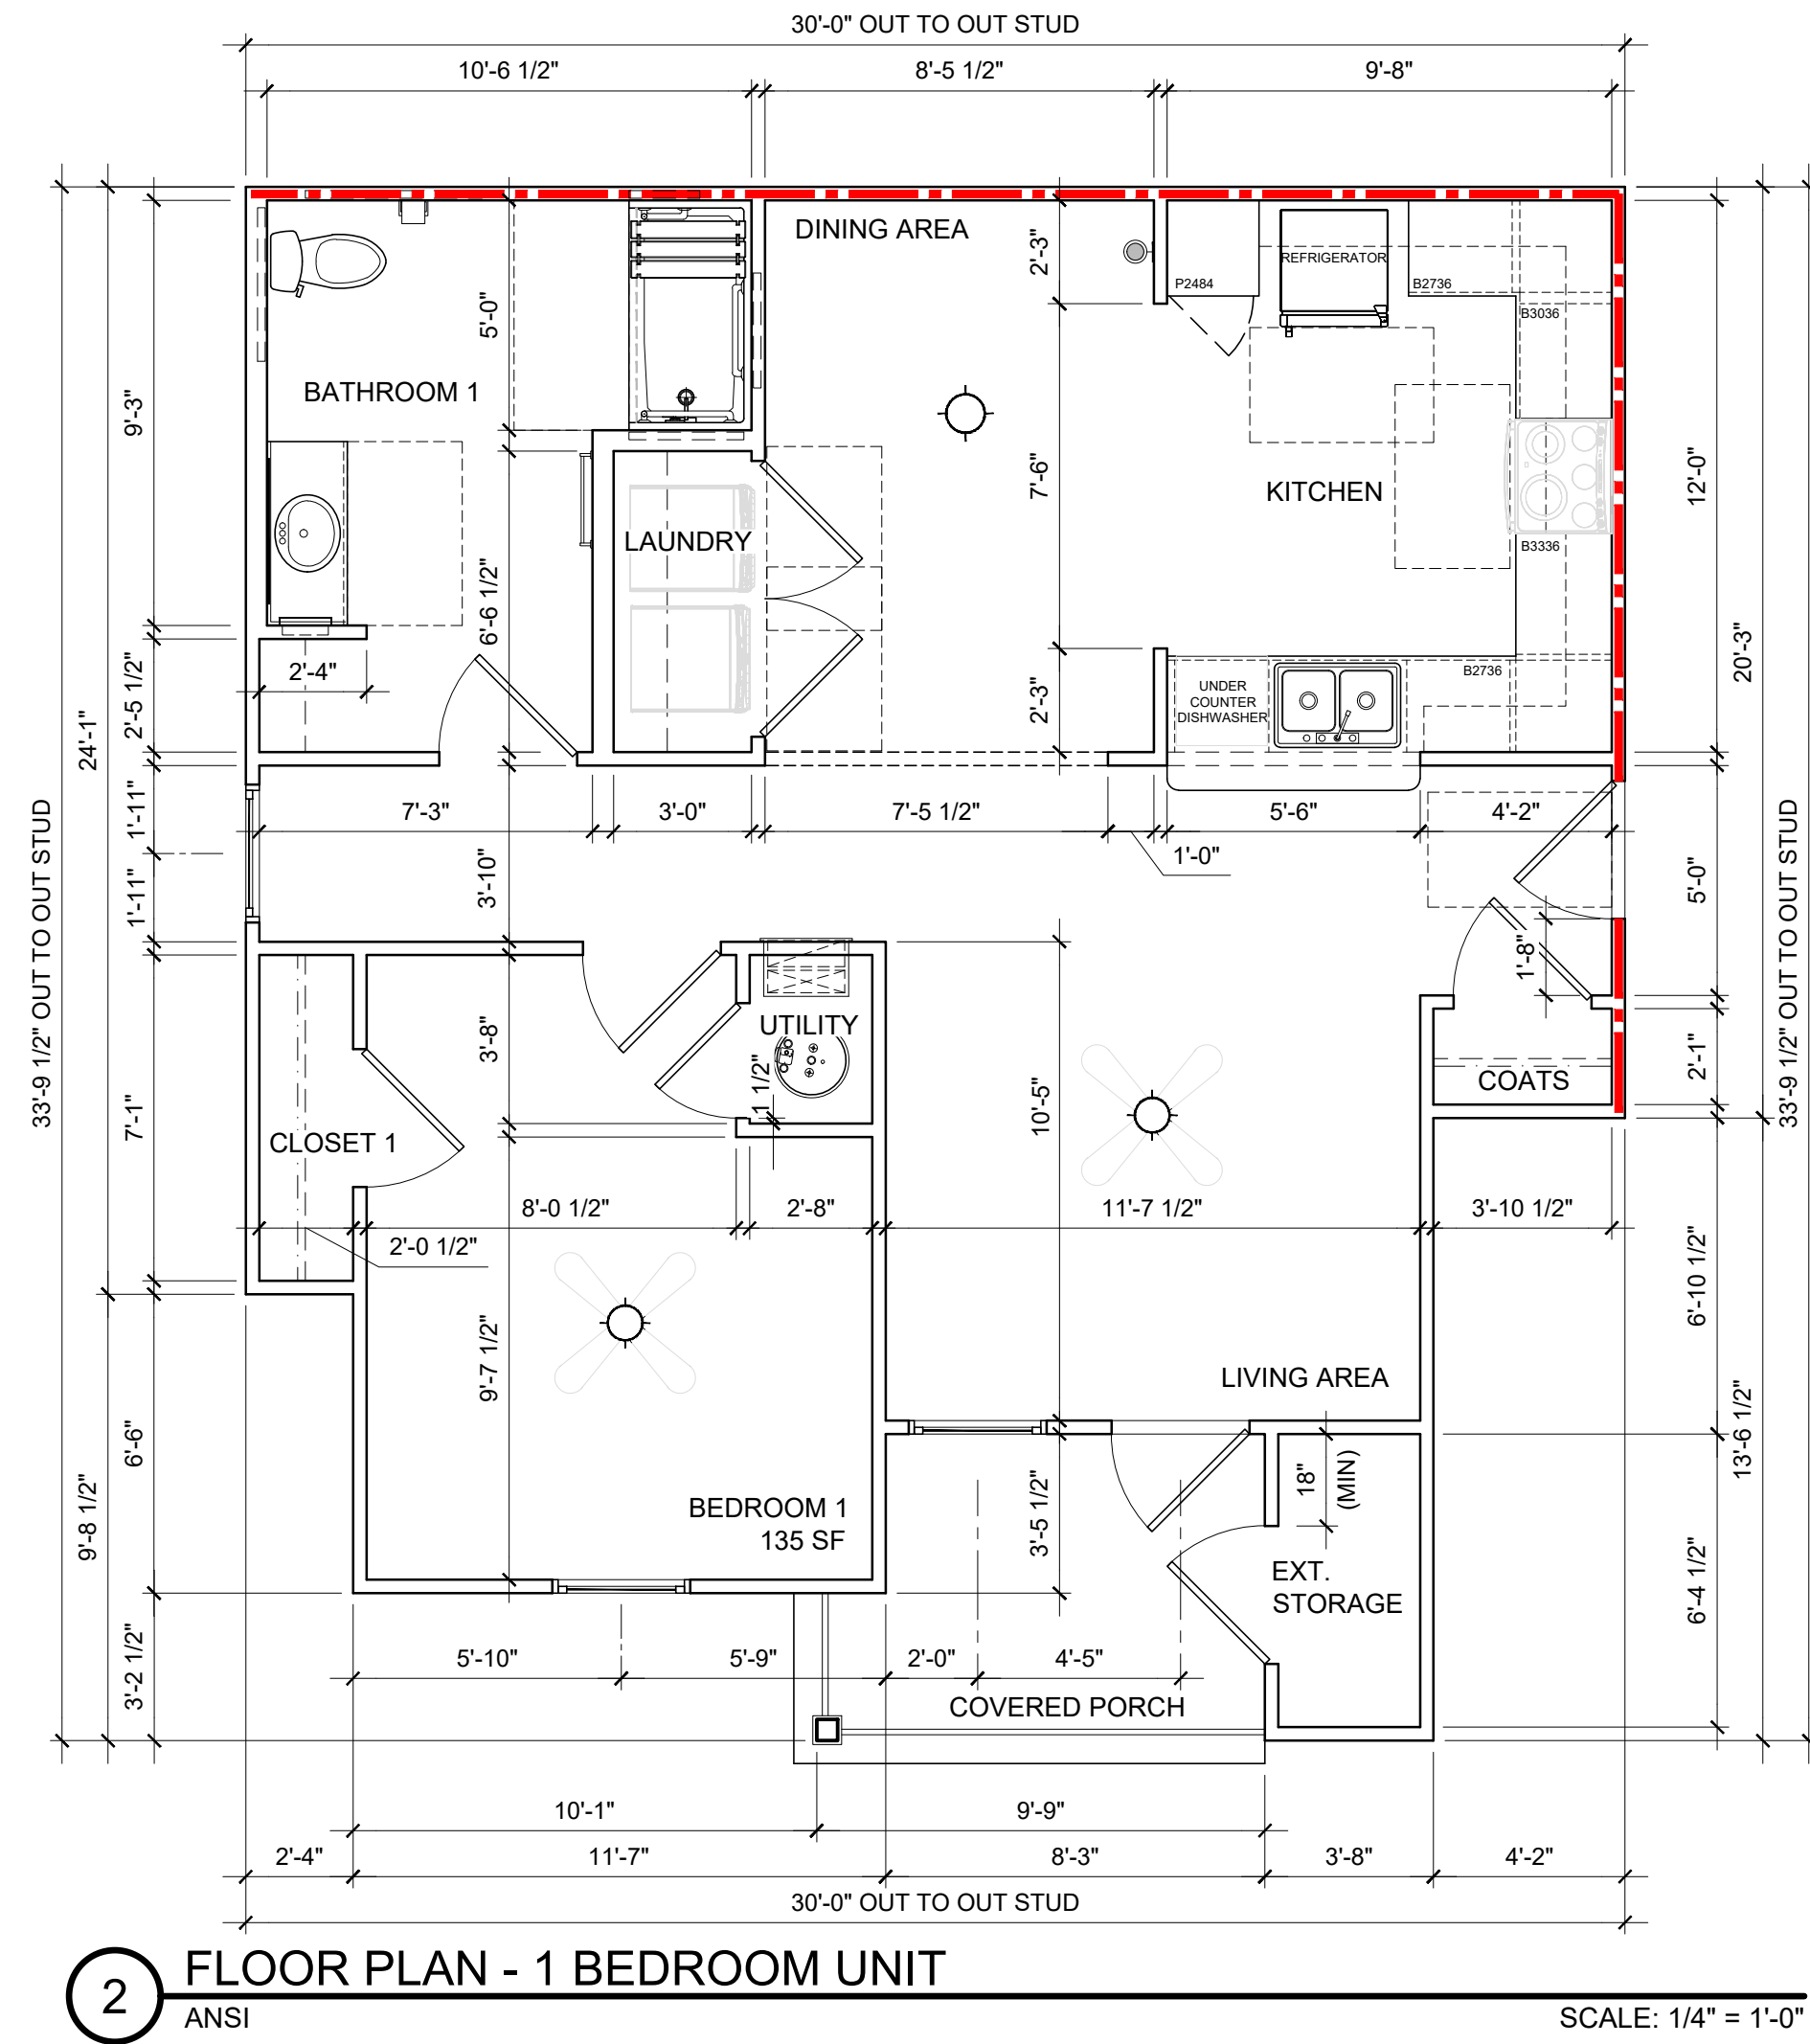 30'-0" OUT TO OUT STUD
10'-6 1/2"
8'-5 1/2"
9'-8"
DINING AREA
2'-3"
REFRIGERATOR
P2484
B2736
B3036
5'-0"
BATHROOM 1
9'-3"
7'-6"
KITCHEN
12'-0"
LAUNDRY
B3336
6'-6 1/2"
2'-4"
2'-5 1/2"
2'-3"
UNDER
COUNTER
DISHWASHER
B2736
20'-3"
24'-1"
33'-9 1/2" OUT TO OUT STUD
1'-11"
1'-11"
7'-3"
3'-0"
7'-5 1/2"
1'-0"
5'-6"
4'-2"
33'-9 1/2" OUT TO OUT STUD
3'-10"
5'-0"
1'-8"
UTILITY
3'-8"
1 1/2"
10'-5"
COATS
2'-1"
7'-1"
CLOSET 1
8'-0 1/2"
2'-8"
11'-7 1/2"
3'-10 1/2"
2'-0 1/2"
6'-10 1/2"
9'-7 1/2"
LIVING AREA
13'-6 1/2"
6'-6"
9'-8 1/2"
18"
(MIN)
BEDROOM 1
135 SF
3'-5 1/2"
EXT.
STORAGE
6'-4 1/2"
3'-2 1/2"
5'-10"
5'-9"
2'-0"
4'-5"
COVERED PORCH
10'-1"
9'-9"
2'-4"
11'-7"
8'-3"
3'-8"
4'-2"
30'-0" OUT TO OUT STUD
2
FLOOR PLAN - 1 BEDROOM UNIT
ANSI
SCALE: 1/4" = 1'-0"